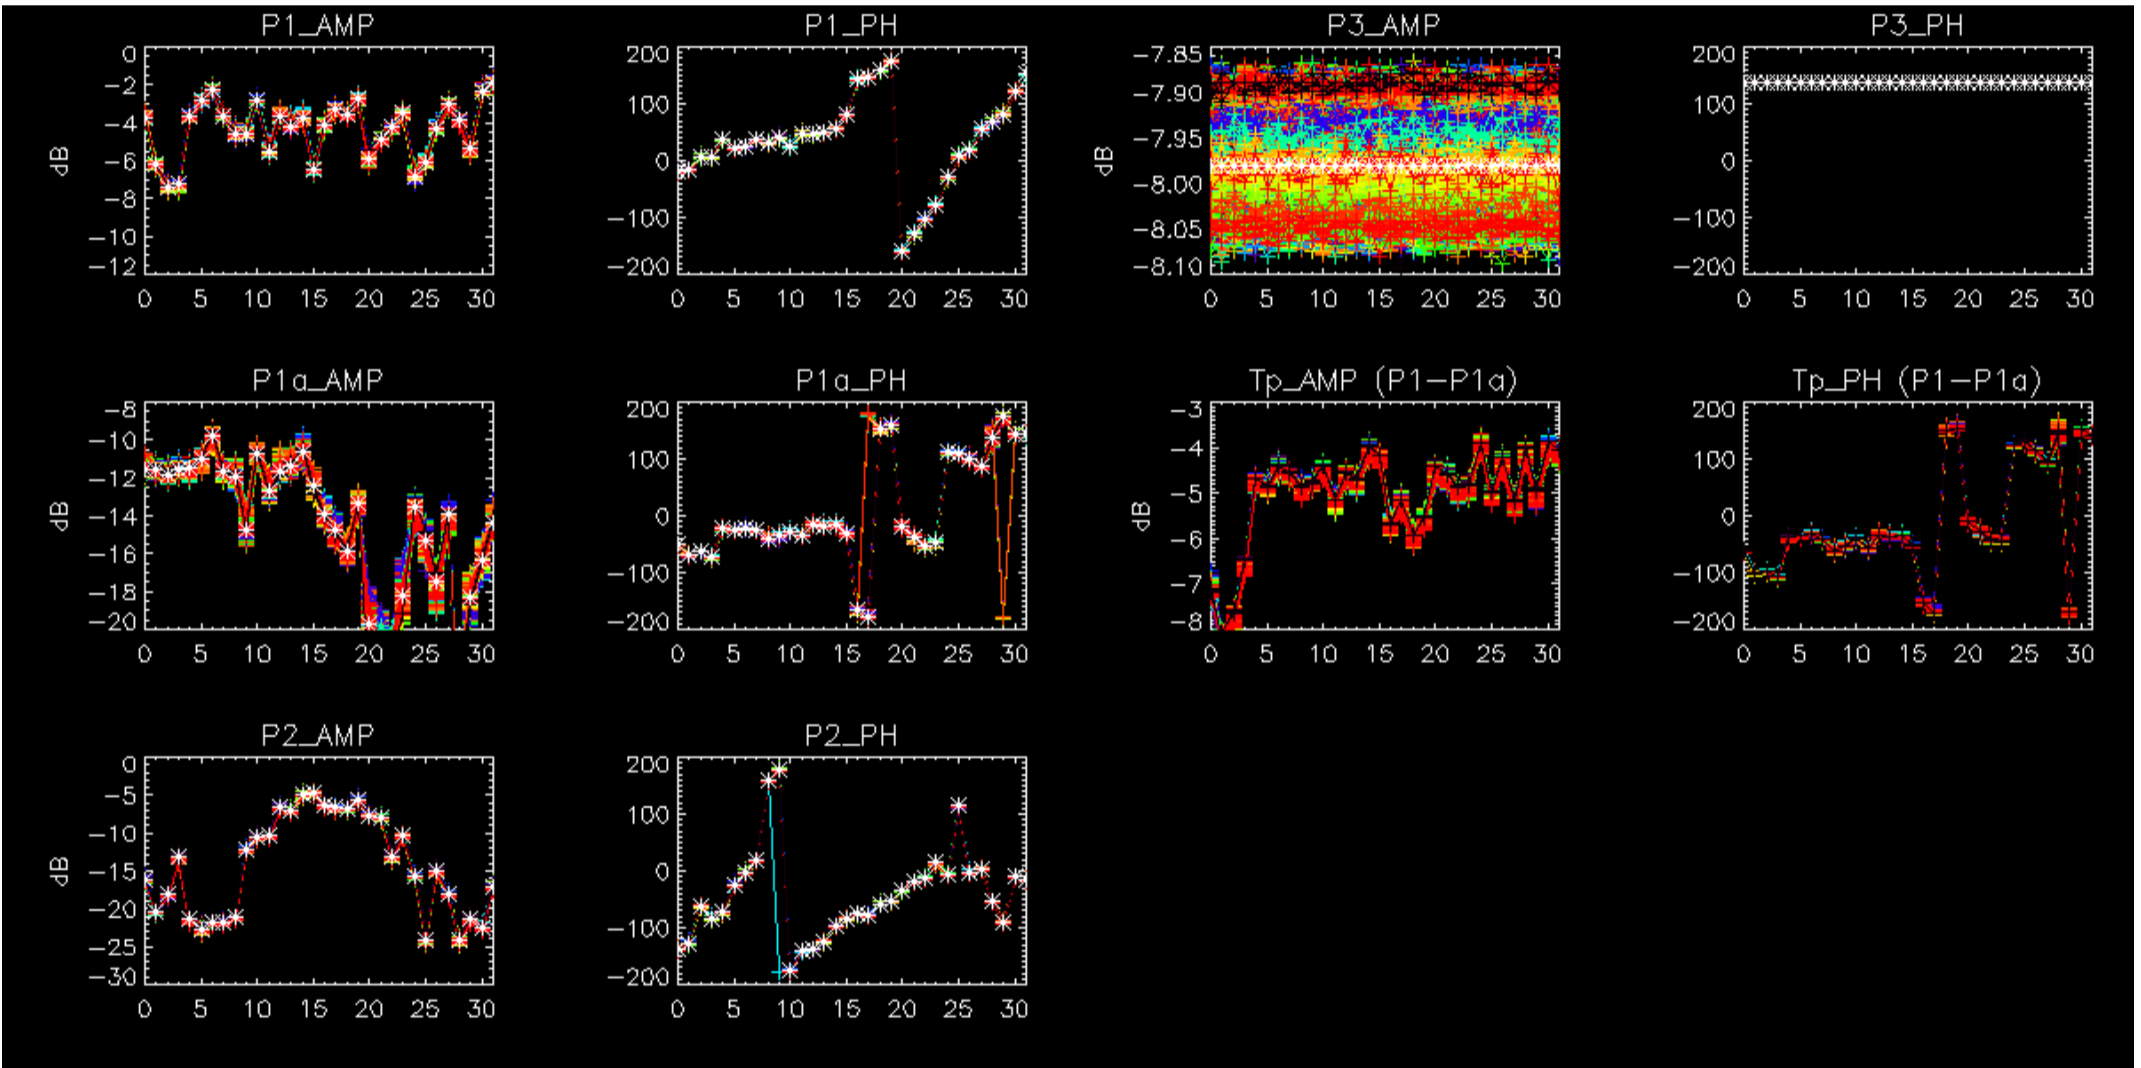 P1_AMP
P1_PH
P3_AMP
P3_PH
0
−2
−4
−6
−8
−10
−12
dB
0 5 10 15 20 25 30
200
100
0
−100
−200
0 5 10 15 20 25 30
−7.85
−7.90
−7.95
−8.00
−8.05
−8.10
dB
0 5 10 15 20 25 30
200
100
0
−100
−200
0 5 10 15 20 25 30
P1a_AMP
P1a_PH
Tp_AMP (P1−P1a)
Tp_PH (P1−P1a)
−8
−10
−12
−14
−16
−18
−20
dB
0 5 10 15 20 25 30
200
100
0
−100
−200
0 5 10 15 20 25 30
−3
−4
−5
−6
−7
−8
dB
0 5 10 15 20 25 30
200
100
0
−100
−200
0 5 10 15 20 25 30
P2_AMP
P2_PH
0
−5
−10
−15
−20
−25
−30
dB
0 5 10 15 20 25 30
200
100
0
−100
−200
0 5 10 15 20 25 30